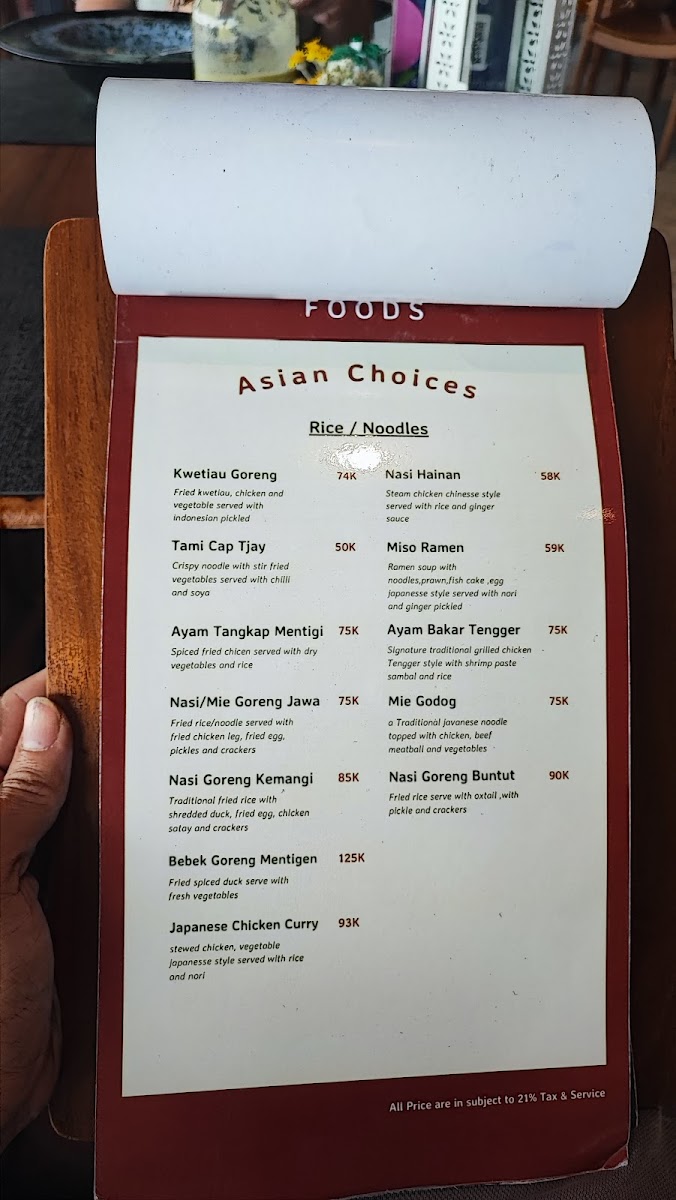 FOODS
Asian Choices
Rice / Noodles
Kwetiau Goreng 74K
Fried kwetiau, chicken and
vegetable served with
indonesian pickled
Tami Cap Tjay 50K
Crispy noodle with stir fried
vegetables served with chilli
and soya
Ayam Tangkap Mentigi 75K
Spiced fried chicen served with dry
vegetables and rice
Nasi/Mie Goreng Jawa 75K
Fried rice/noodle served with
fried chicken leg, fried egg,
pickles and crackers
Nasi Goreng Kemangi 85K
Traditional fried rice with
shredded duck, fried egg, chicken
satay and crackers
Bebek Goreng Mentigen 125K
Fried spiced duck serve with
fresh vegetables
Japanese Chicken Curry 93K
stewed chicken, vegetable
japanesse style served with rice
and nori
Nasi Hainan 58K
Steam chicken chinesse style
served with rice and ginger
sauce
Miso Ramen 59K
Ramen soup with
noodles,prawn,fish cake ,egg
japanesse style served with nori
and ginger pickled
Ayam Bakar Tengger 75K
Signature traditional grilled chicken
Tengger style with shrimp paste
sambal and rice
Mie Godog 75K
a Traditional javanese noodle
topped with chicken, beef
meatball and vegetables
Nasi Goreng Buntut 90K
Fried rice serve with oxtail ,with
pickle and crackers
All Price are in subject to 21% Tax & Service